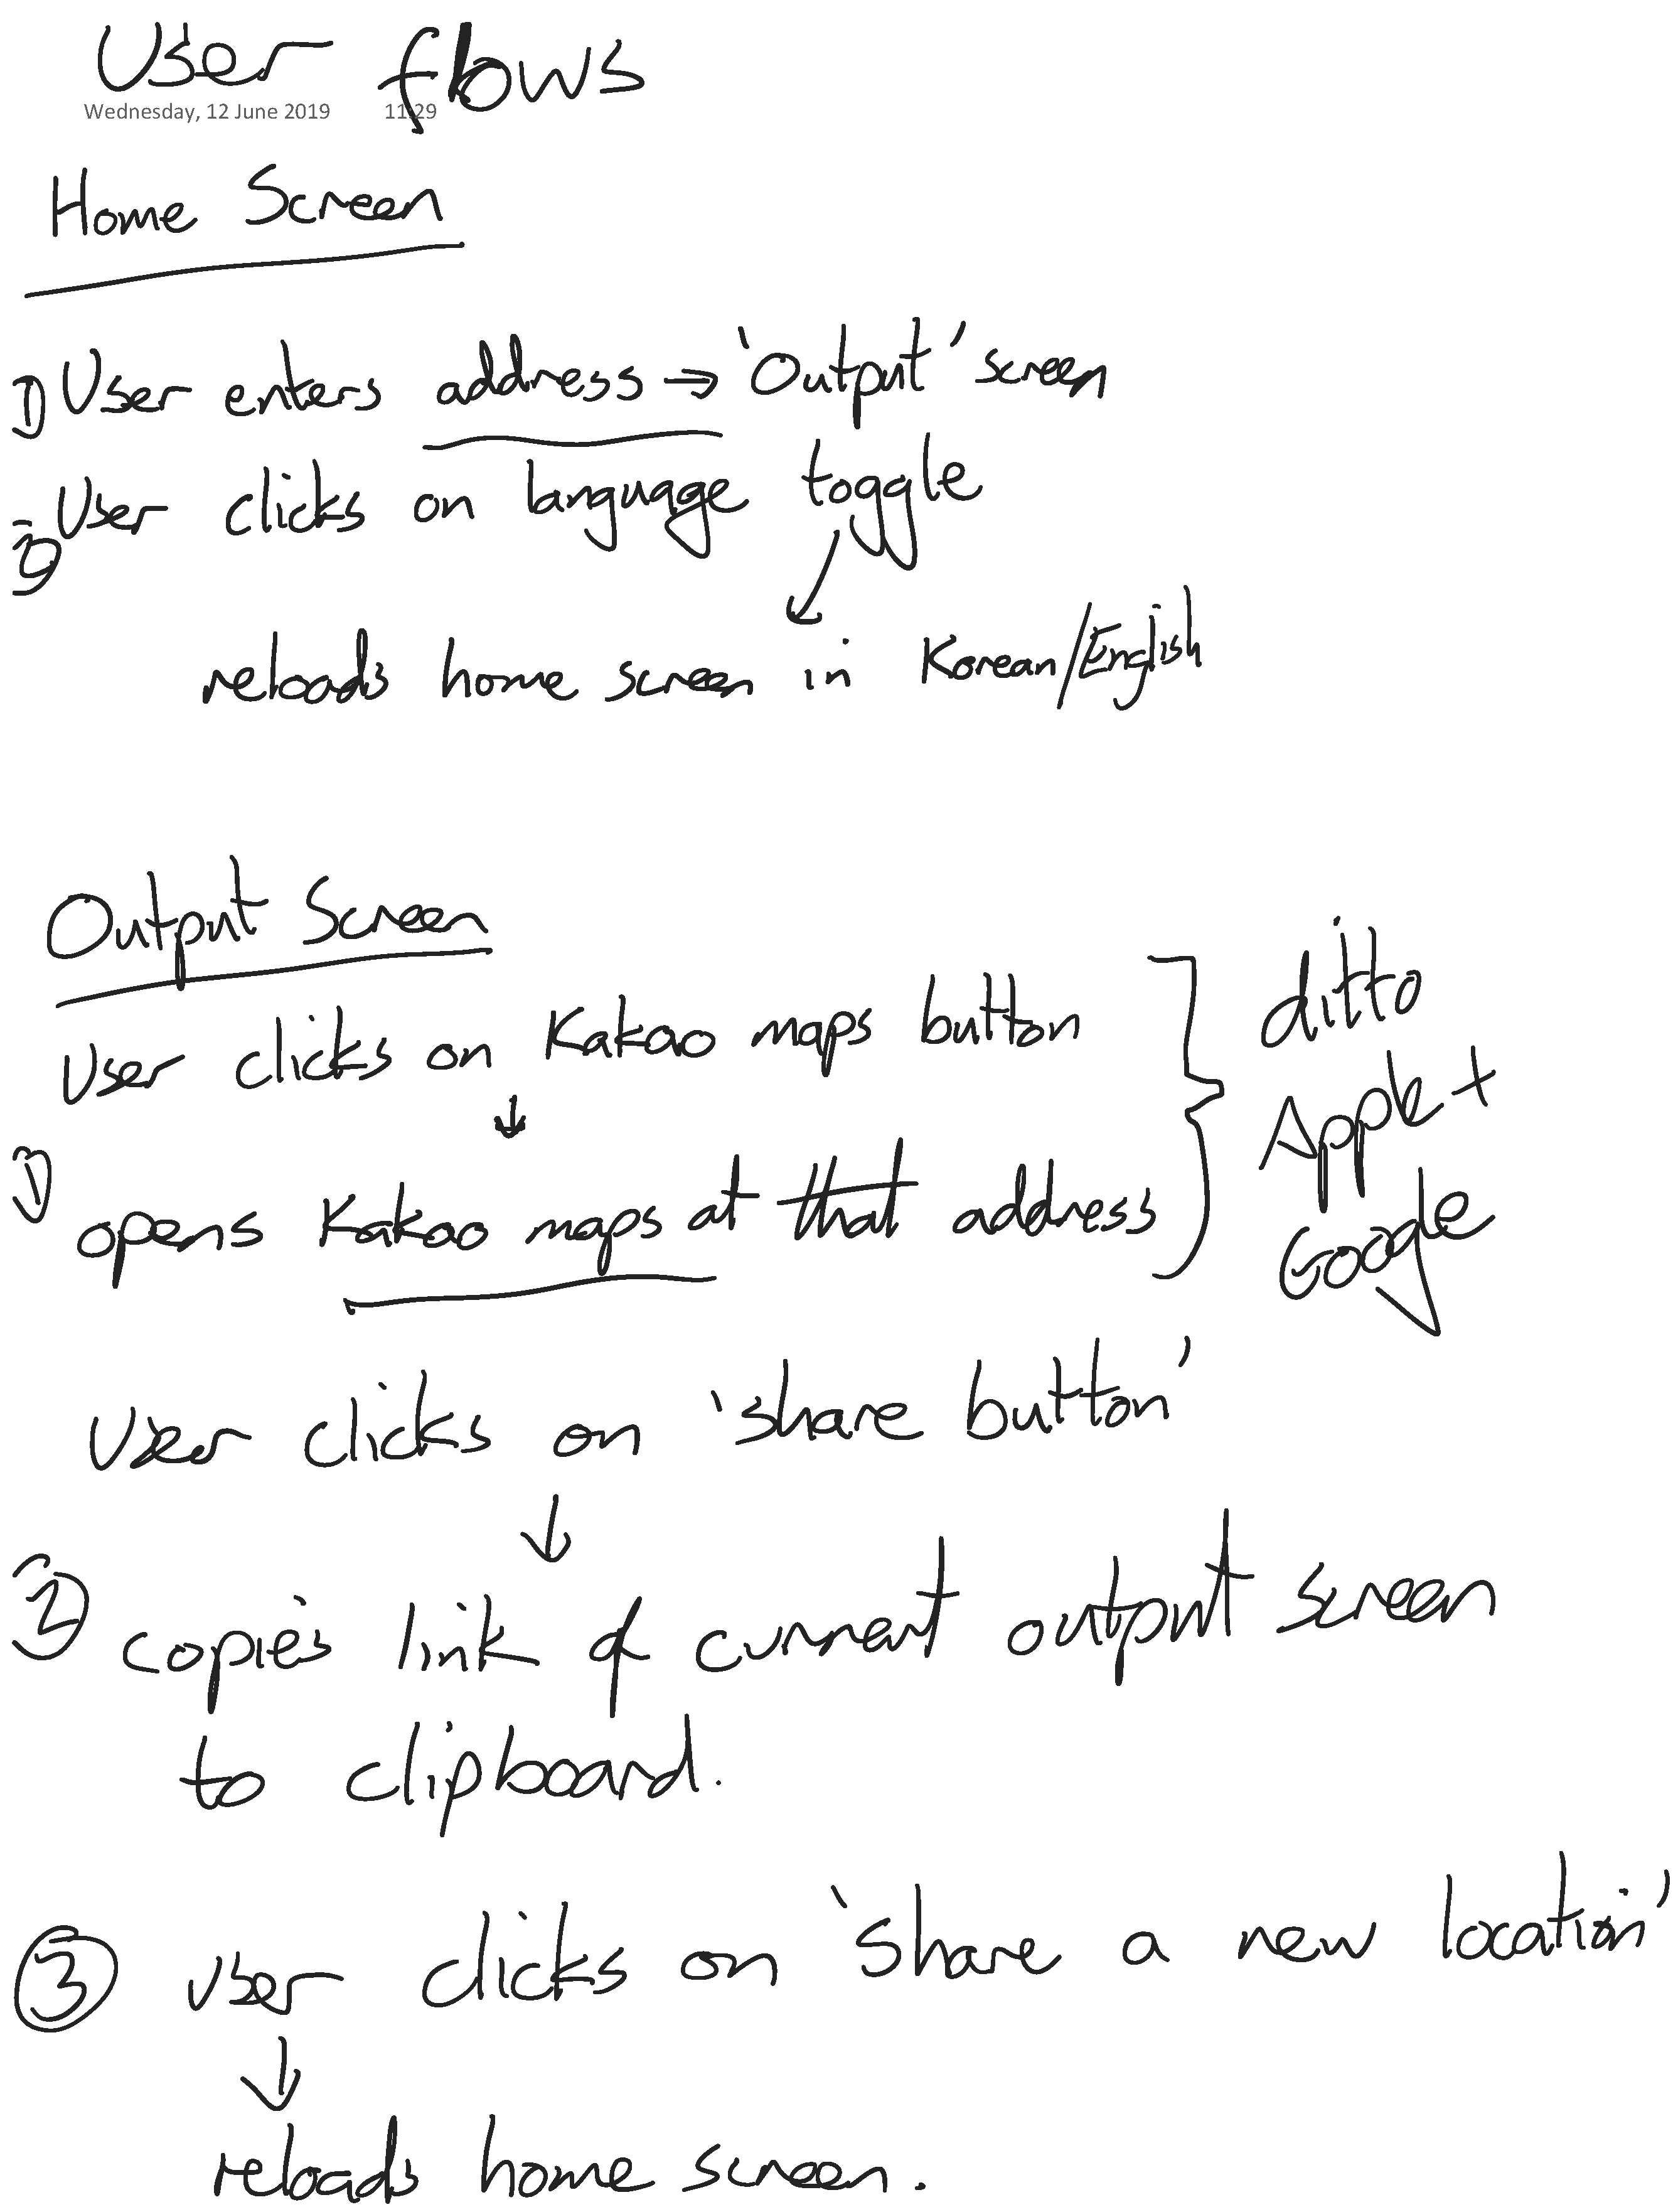 User flows
Wednesday, 12 June 2019 11:29
Home Screen
1) User enters address → 'Output' screen
2) User clicks on language toggle
↓
reloads home screen in Korean/English
Output Screen
User clicks on Kakao maps button
↓
1) opens Kakao maps at that address
} ditto
Apple +
Google
User clicks on 'share button'
↓
2) copies link of current output screen
to clipboard.
3 user clicks on 'share a new location'
↓
reloads home screen.